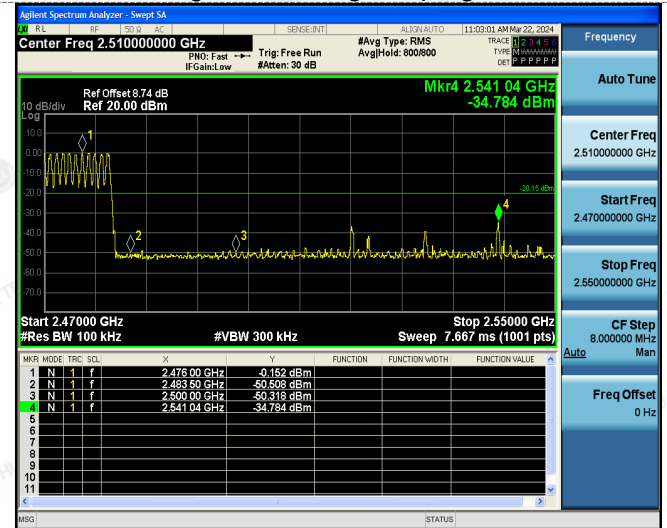 Agilent Spectrum Analyzer - Swept SA
RL RF 50 Ω AC SENSE:INT ALIGN AUTO 11:03:01 AM Mar 22, 2024
Center Freq 2.510000000 GHz
PNO: Fast
IFGain:Low
Trig: Free Run
#Atten: 30 dB
#Avg Type: RMS
Avg|Hold: 800/800
TRACE 1 2 3 4 5 6
TYPE M
DET P P P P P P
Frequency
Auto Tune
Center Freq
2.510000000 GHz
Start Freq
2.470000000 GHz
Stop Freq
2.550000000 GHz
CF Step
8.000000 MHz
Auto Man
Freq Offset
0 Hz
Mkr4 2.541 04 GHz
-34.784 dBm
Ref Offset 8.74 dB
10 dB/div Ref 20.00 dBm
Log
10.0
0.00
-10.0
-20.0
-30.0
-40.0
-50.0
-60.0
-70.0
1
2
3
4
-20.15 dBm
Start 2.47000 GHz Stop 2.55000 GHz
#Res BW 100 kHz #VBW 300 kHz Sweep 7.667 ms (1001 pts)
MKR MODE TRC SCL X Y FUNCTION FUNCTION WIDTH FUNCTION VALUE
1 N 1 f 2.476 00 GHz -0.152 dBm
2 N 1 f 2.483 50 GHz -50.508 dBm
3 N 1 f 2.500 00 GHz -50.318 dBm
4 N 1 f 2.541 04 GHz -34.784 dBm
5
6
7
8
9
10
11
MSG STATUS